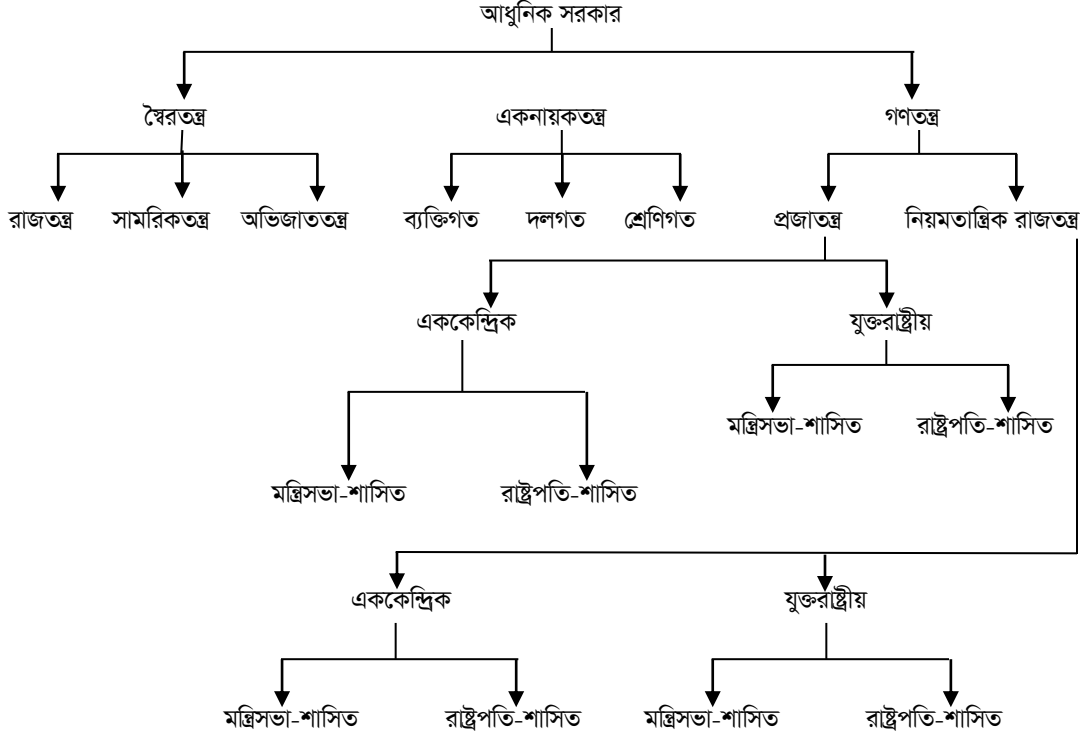 আধুনিক সরকার
স্বৈরতন্ত্র একনায়কতন্ত্র গণতন্ত্র
রাজতন্ত্র সামরিকতন্ত্র অভিজাততন্ত্র ব্যক্তিগত দলগত শ্রেণিগত প্রজাতন্ত্র নিয়মতান্ত্রিক রাজতন্ত্র
এককেন্দ্রিক যুক্তরাষ্ট্রীয়
মন্ত্রিসভা-শাসিত রাষ্ট্রপতি-শাসিত
মন্ত্রিসভা-শাসিত রাষ্ট্রপতি-শাসিত
এককেন্দ্রিক যুক্তরাষ্ট্রীয়
মন্ত্রিসভা-শাসিত রাষ্ট্রপতি-শাসিত মন্ত্রিসভা-শাসিত রাষ্ট্রপতি-শাসিত